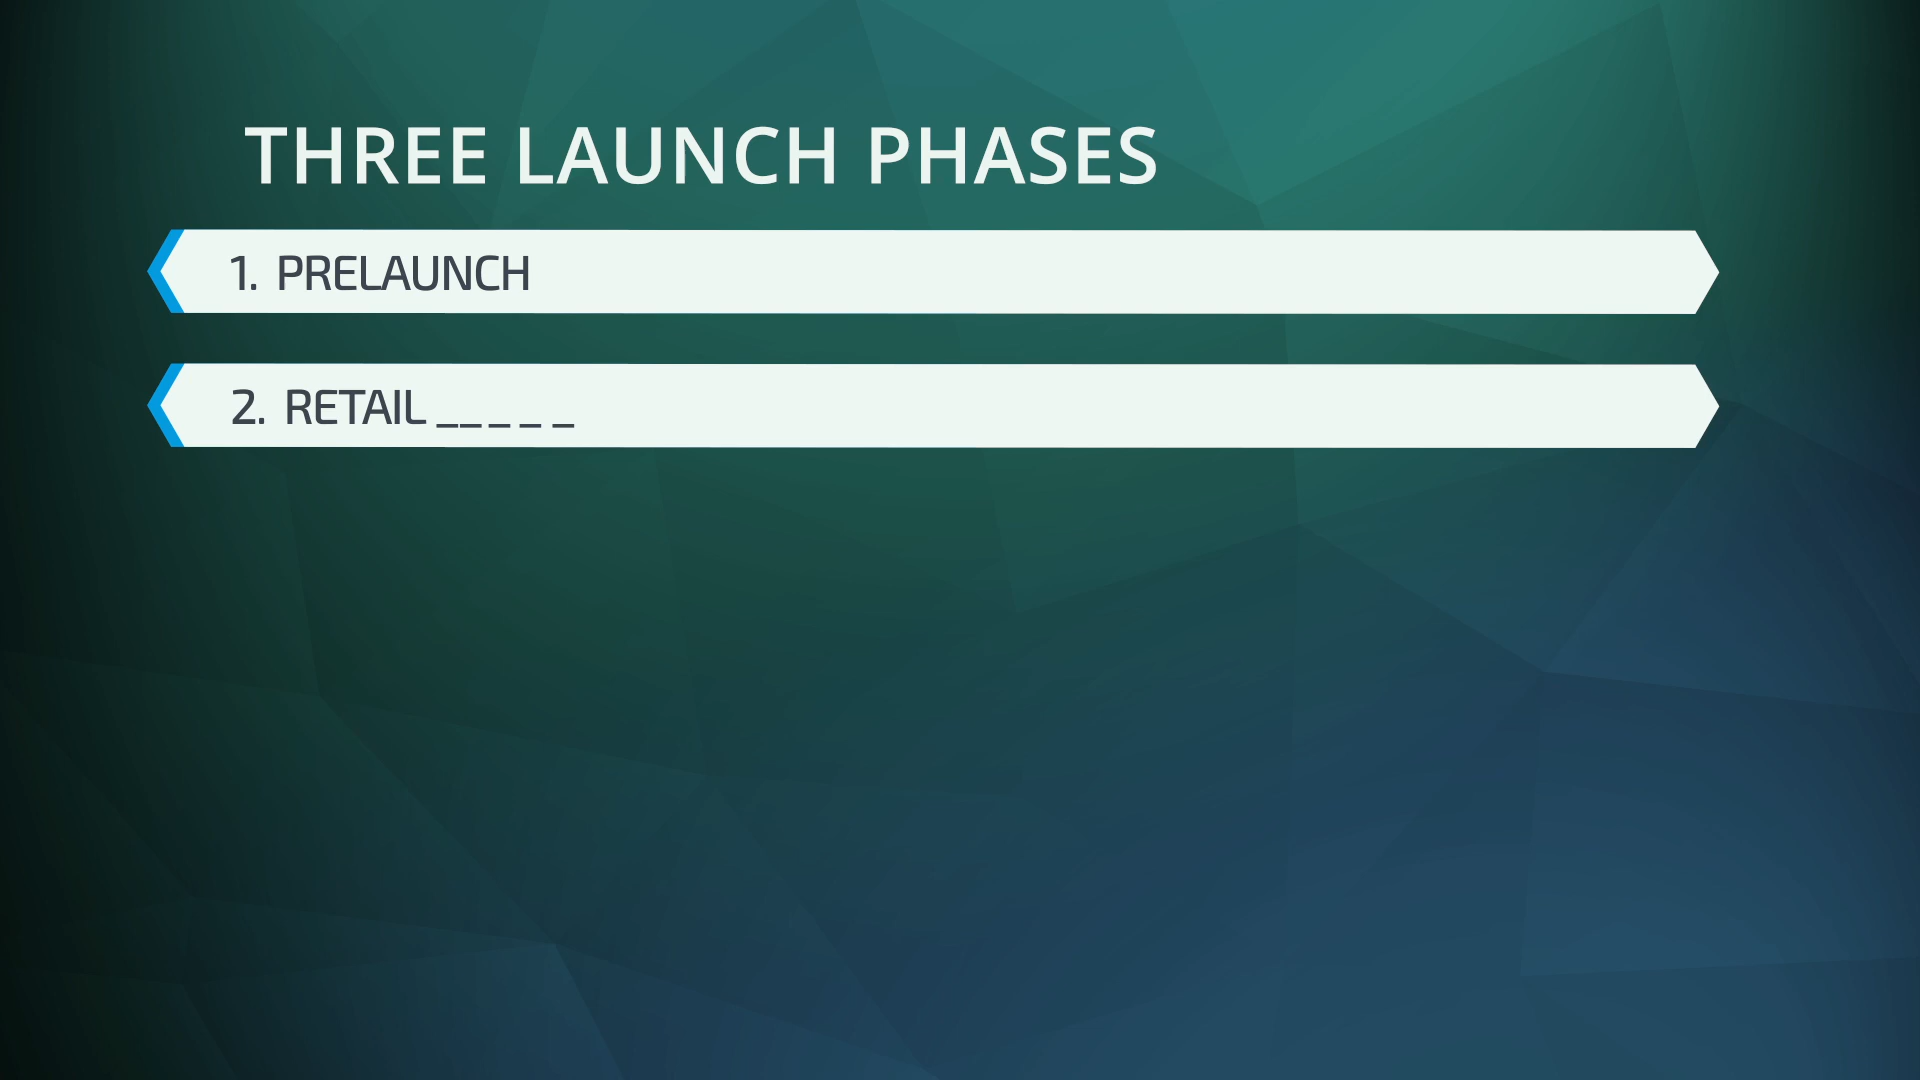 THREE LAUNCH PHASES
1. PRELAUNCH
2. RETAIL _ _ _ _ _